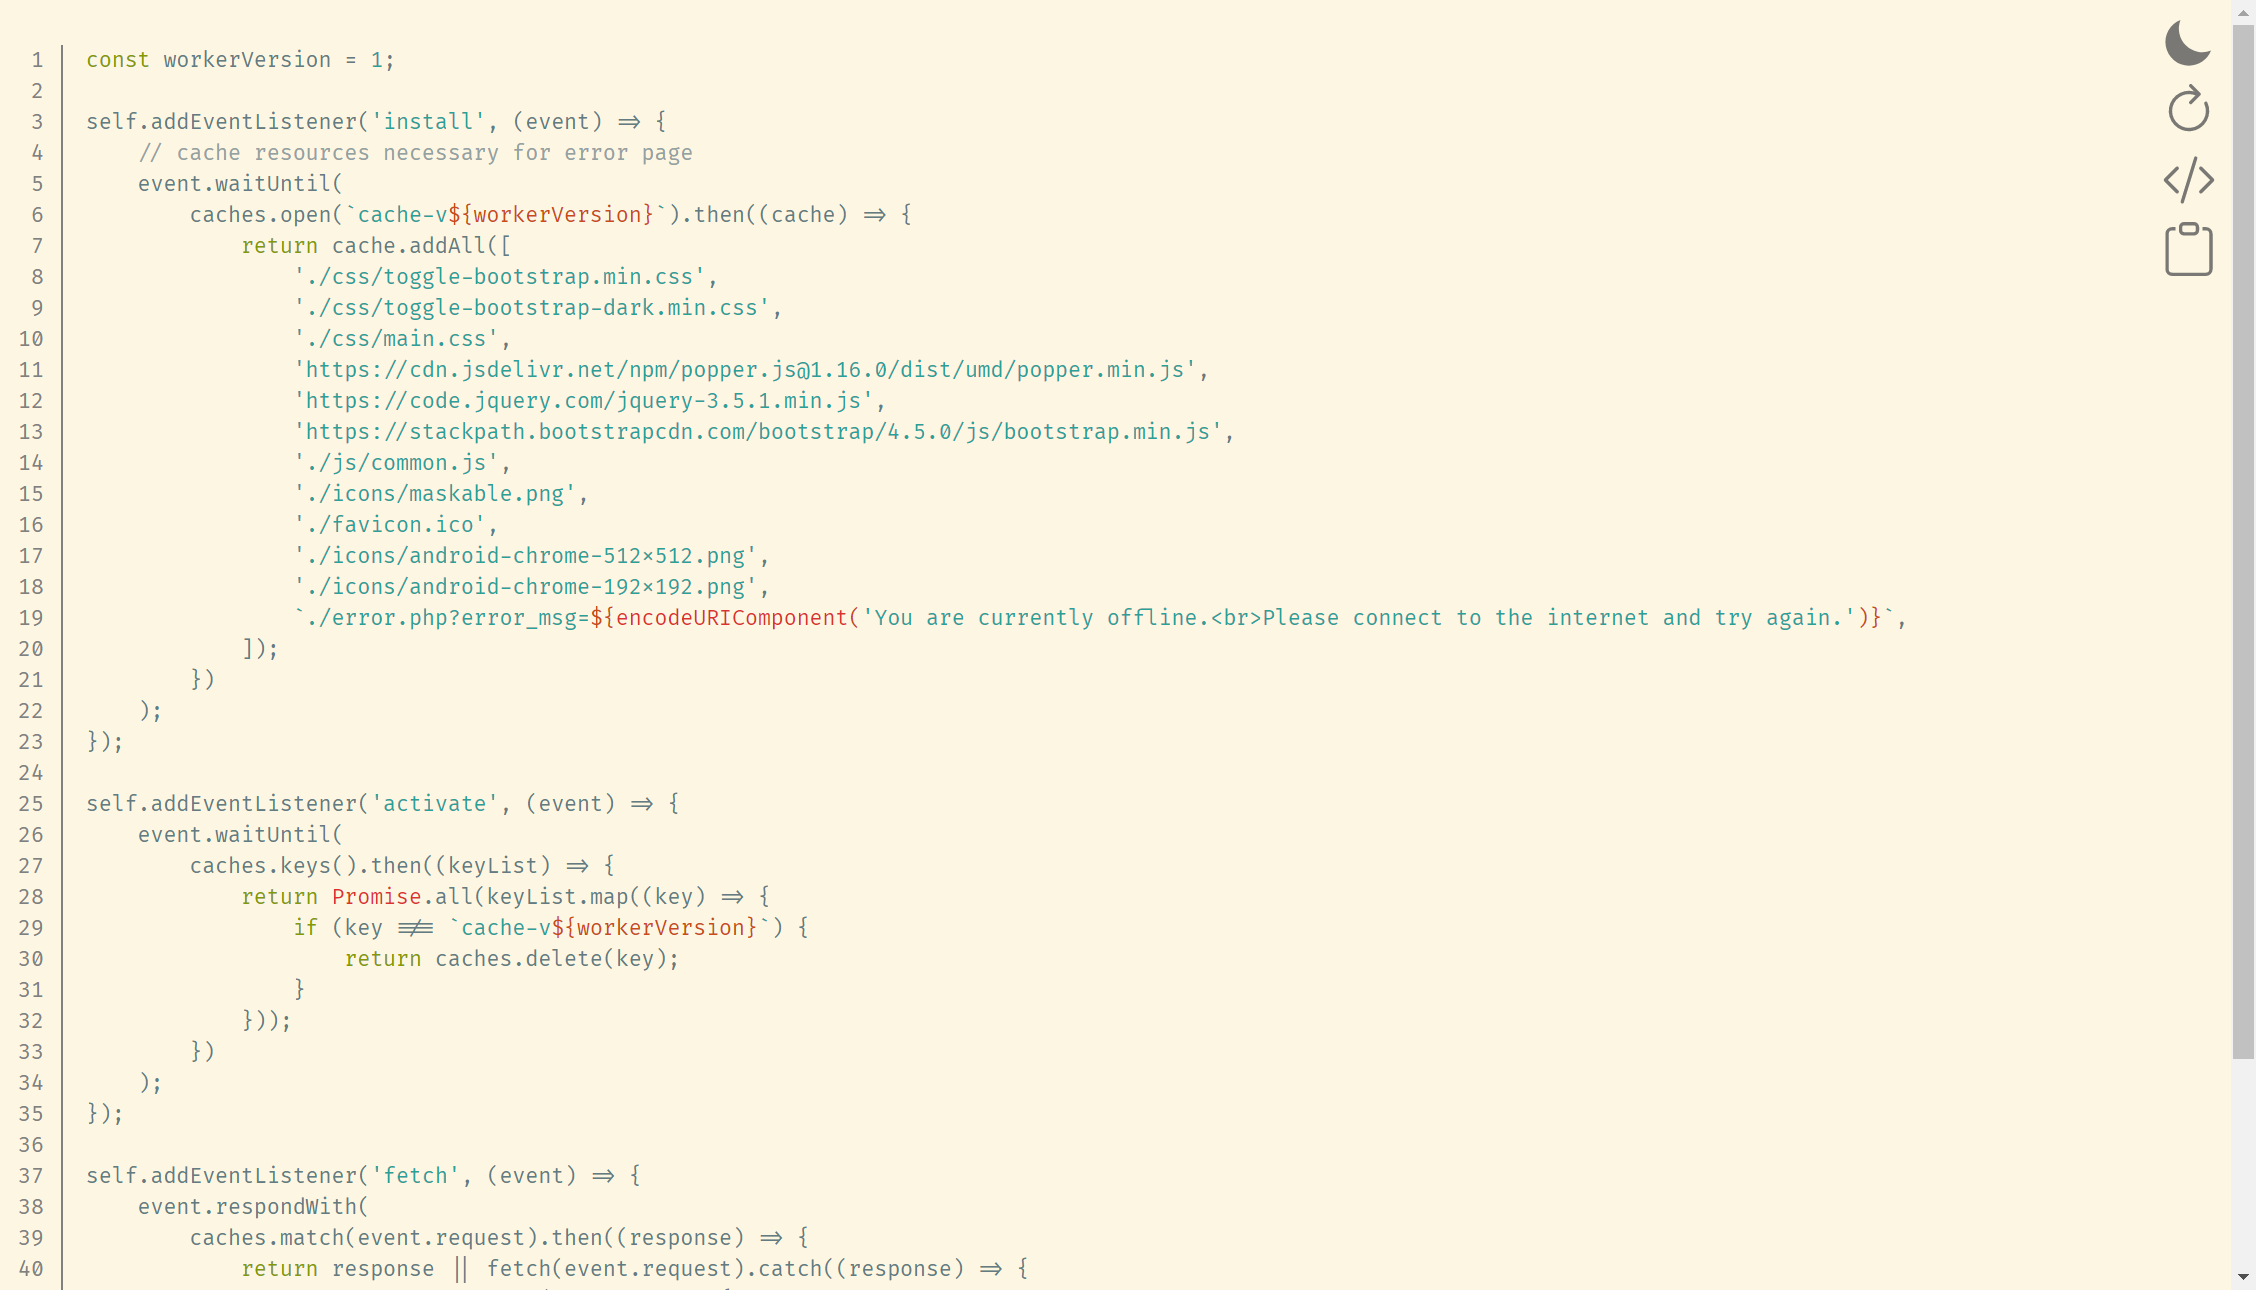 1 const workerVersion = 1;
2
3 self.addEventListener('install', (event) => {
4     // cache resources necessary for error page
5     event.waitUntil(
6         caches.open(`cache-v${workerVersion}`).then((cache) => {
7             return cache.addAll([
8                 './css/toggle-bootstrap.min.css',
9                 './css/toggle-bootstrap-dark.min.css',
10                 './css/main.css',
11                 'https://cdn.jsdelivr.net/npm/popper.js@1.16.0/dist/umd/popper.min.js',
12                 'https://code.jquery.com/jquery-3.5.1.min.js',
13                 'https://stackpath.bootstrapcdn.com/bootstrap/4.5.0/js/bootstrap.min.js',
14                 './js/common.js',
15                 './icons/maskable.png',
16                 './favicon.ico',
17                 './icons/android-chrome-512x512.png',
18                 './icons/android-chrome-192x192.png',
19                 `./error.php?error_msg=${encodeURIComponent('You are currently offline.<br>Please connect to the internet and try again.')}`,
20             ]);
21         })
22     );
23 });
24
25 self.addEventListener('activate', (event) => {
26     event.waitUntil(
27         caches.keys().then((keyList) => {
28             return Promise.all(keyList.map((key) => {
29                 if (key !== `cache-v${workerVersion}`) {
30                     return caches.delete(key);
31                 }
32             }));
33         })
34     );
35 });
36
37 self.addEventListener('fetch', (event) => {
38     event.respondWith(
39         caches.match(event.request).then((response) => {
40             return response || fetch(event.request).catch((response) => {